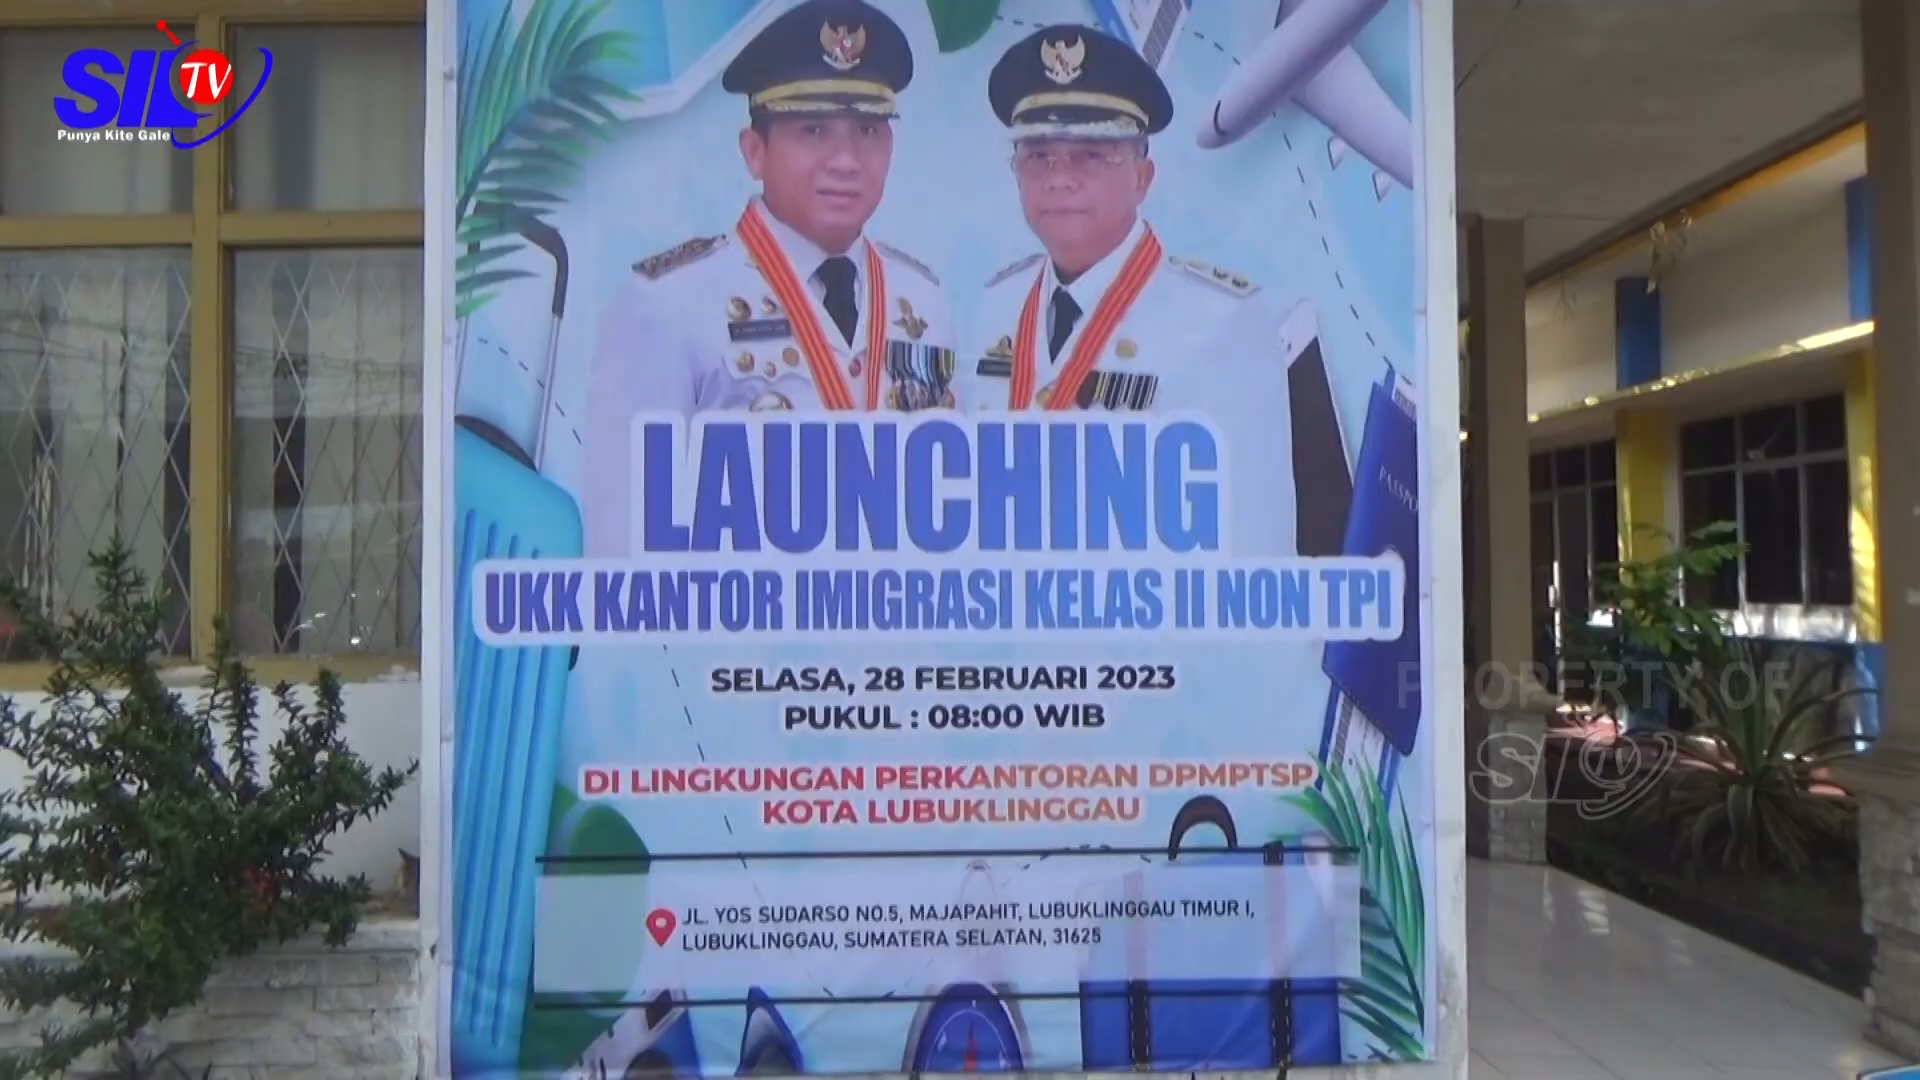 SILTV
Punya Kite Gale
LAUNCHING
UKK KANTOR IMIGRASI KELAS II NON TPI
SELASA, 28 FEBRUARI 2023
PUKUL : 08:00 WIB
DI LINGKUNGAN PERKANTORAN DPMPTSP
KOTA LUBUKLINGGAU
JL. YOS SUDARSO NO.5, MAJAPAHIT, LUBUKLINGGAU TIMUR I,
LUBUKLINGGAU, SUMATERA SELATAN, 31625
PROPERTY OF
SILTV